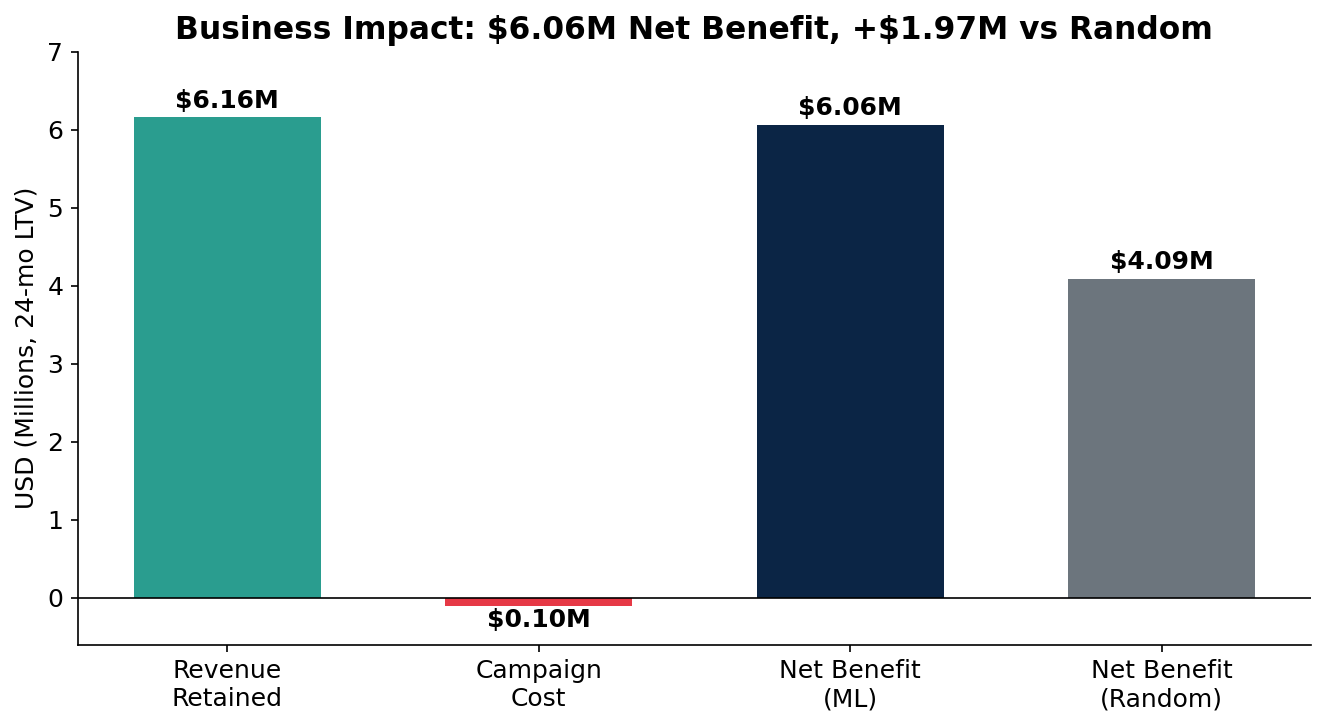 Business Impact: $6.06M Net Benefit, +$1.97M vs Random
USD (Millions, 24-mo LTV)
7
6
5
4
3
2
1
0
$6.16M
$0.10M
$6.06M
$4.09M
Revenue
Retained
Campaign
Cost
Net Benefit
(ML)
Net Benefit
(Random)